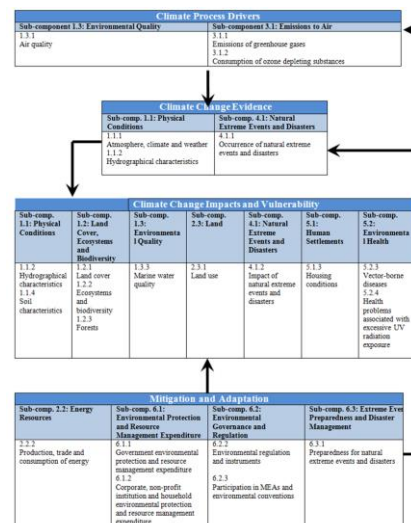 Climate Process Drivers
Sub-component 1.3: Environmental Quality
1.3.1
Air quality
Sub-component 3.1: Emissions to Air
3.1.1
Emissions of greenhouse gases
3.1.2
Consumption of ozone depleting substances
Climate Change Evidence
Sub-comp. 1.1: Physical
Conditions
1.1.1
Atmosphere, climate and weather
1.1.2
Hydrographical characteristics
Sub-comp. 4.1: Natural
Extreme Events and Disasters
4.1.1
Occurrence of natural extreme
events and disasters
Climate Change Impacts and Vulnerability
Sub-comp.
1.1: Physical
Conditions
1.1.2
Hydrographical
characteristics
1.1.4
Soil
characteristics
Sub-comp.
1.2: Land
Cover,
Ecosystems
and
Biodiversity
1.2.1
Land cover
1.2.2
Ecosystems
and
biodiversity
1.2.3
Forests
Sub-comp.
1.3:
Environmenta
l Quality
1.3.3
Marine water
quality
Sub-comp.
2.3: Land
2.3.1
Land use
Sub-comp.
4.1: Natural
Extreme
Events and
Disasters
4.1.2
Impact of
natural extreme
events and
disasters
Sub-comp.
5.1:
Human
Settlements
5.1.3
Housing
conditions
Sub-comp.
5.2:
Environmenta
l Health
5.2.3
Vector-borne
diseases
5.2.4
Health
problems
associated with
excessive UV
radiation
exposure
Mitigation and Adaptation
Sub-comp. 2.2: Energy
Resources
2.2.2
Production, trade and
consumption of energy
Sub-comp. 6.1:
Environmental Protection
and Resource
Management Expenditure
6.1.1
Government environmental
protection and resource
management expenditure
6.1.2
Corporate, non-profit
institution and household
environmental protection
and resource management
expenditure
Sub-comp. 6.2:
Environmental
Governance and
Regulation
6.2.2
Environmental regulation
and instruments
6.2.3
Participation in MEAs and
environmental conventions
Sub-comp. 6.3: Extreme Even
Preparedness and Disaster
Management
6.3.1
Preparedness for natural
extreme events and disasters